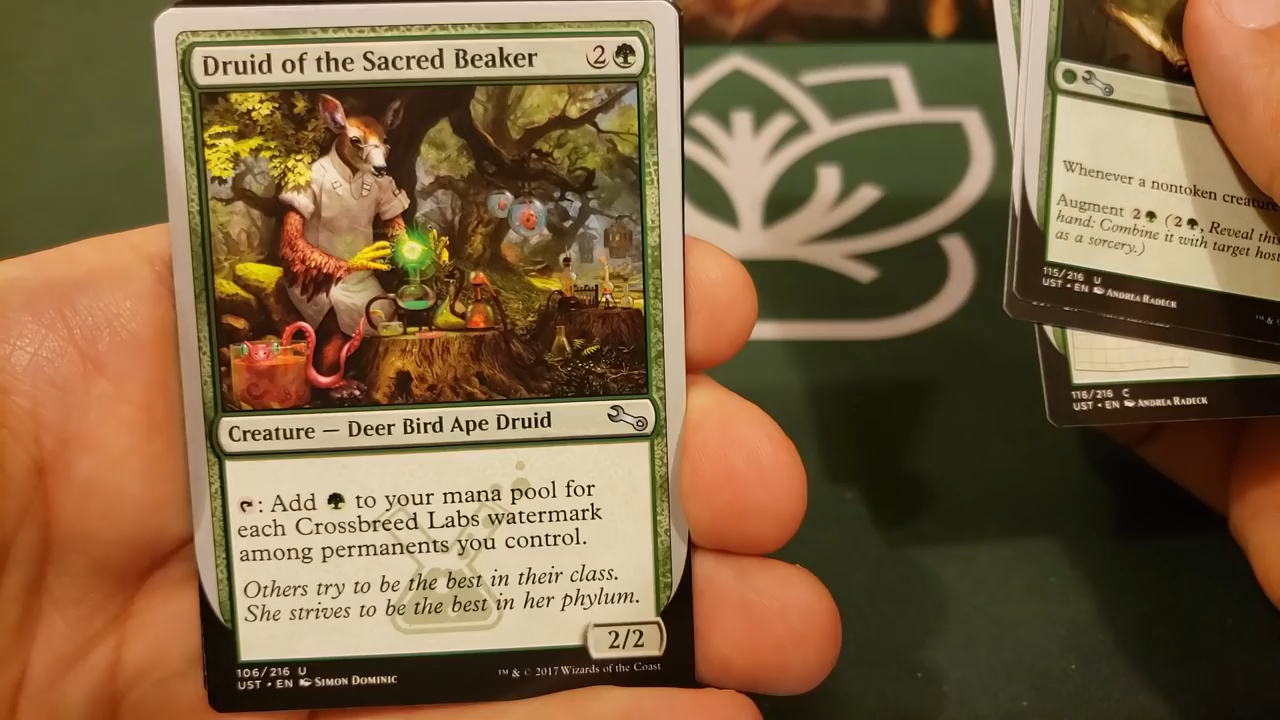 Druid of the Sacred Beaker 2
Creature — Deer Bird Ape Druid
: Add to your mana pool for
each Crossbreed Labs watermark
among permanents you control.
Others try to be the best in their class.
She strives to be the best in her phylum.
2/2
106/216 U
UST • EN SIMON DOMINIC
™ & © 2017 Wizards of the Coast
Whenever a nontoken creature
Augment 2 (2, Reveal this
hand: Combine it with target host
as a sorcery.)
115/216 U
UST • EN ANDREA RADECK
™ &
116/216 C
UST • EN ANDREA RADECK